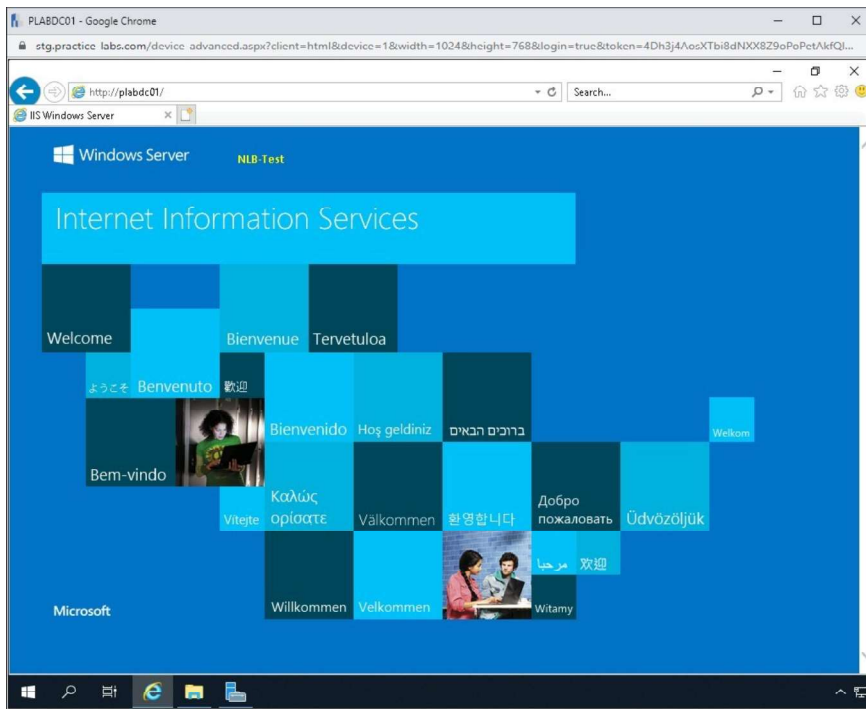 PLABDC01 - Google Chrome
stg.practice-labs.com/device-advanced.aspx?client=html&device=1&width=1024&height=768&login=true&token=4Dh3j4AosXTbi8dNXX8Z9oPoPetAkfQl...
http://plabdc01/
Search...
IIS Windows Server
Windows Server
NLB-Test
Internet Information Services
Welcome
Bienvenue
Tervetuloa
ようこそ
Benvenuto
歡迎
Bienvenido
Hoş geldiniz
ברוכים הבאים
Welkom
Bem-vindo
Vítejte
Καλώς
ορίσατε
Välkommen
환영합니다
Добро
пожаловать
Üdvözöljük
Willkommen
Velkommen
مرحبا
欢迎
Witamy
Microsoft